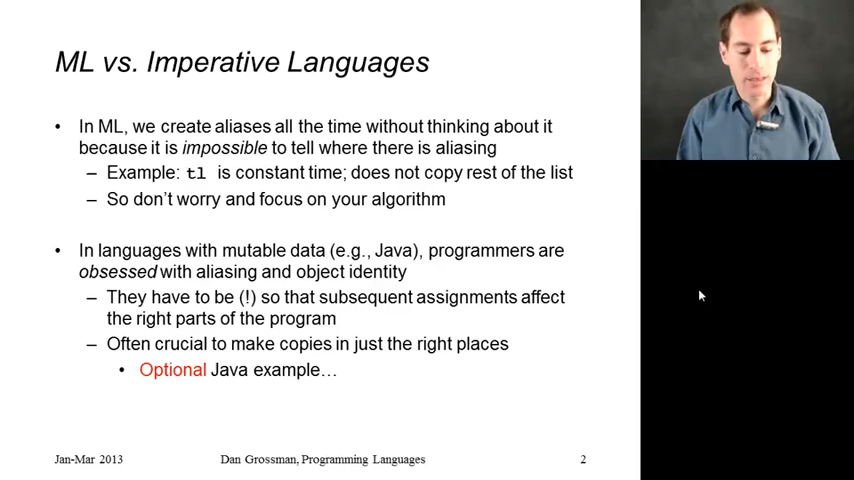 ML vs. Imperative Languages
• In ML, we create aliases all the time without thinking about it
because it is impossible to tell where there is aliasing
– Example: tl is constant time; does not copy rest of the list
– So don't worry and focus on your algorithm
• In languages with mutable data (e.g., Java), programmers are
obsessed with aliasing and object identity
– They have to be (!) so that subsequent assignments affect
the right parts of the program
– Often crucial to make copies in just the right places
• Optional Java example…
Jan-Mar 2013 Dan Grossman, Programming Languages 2